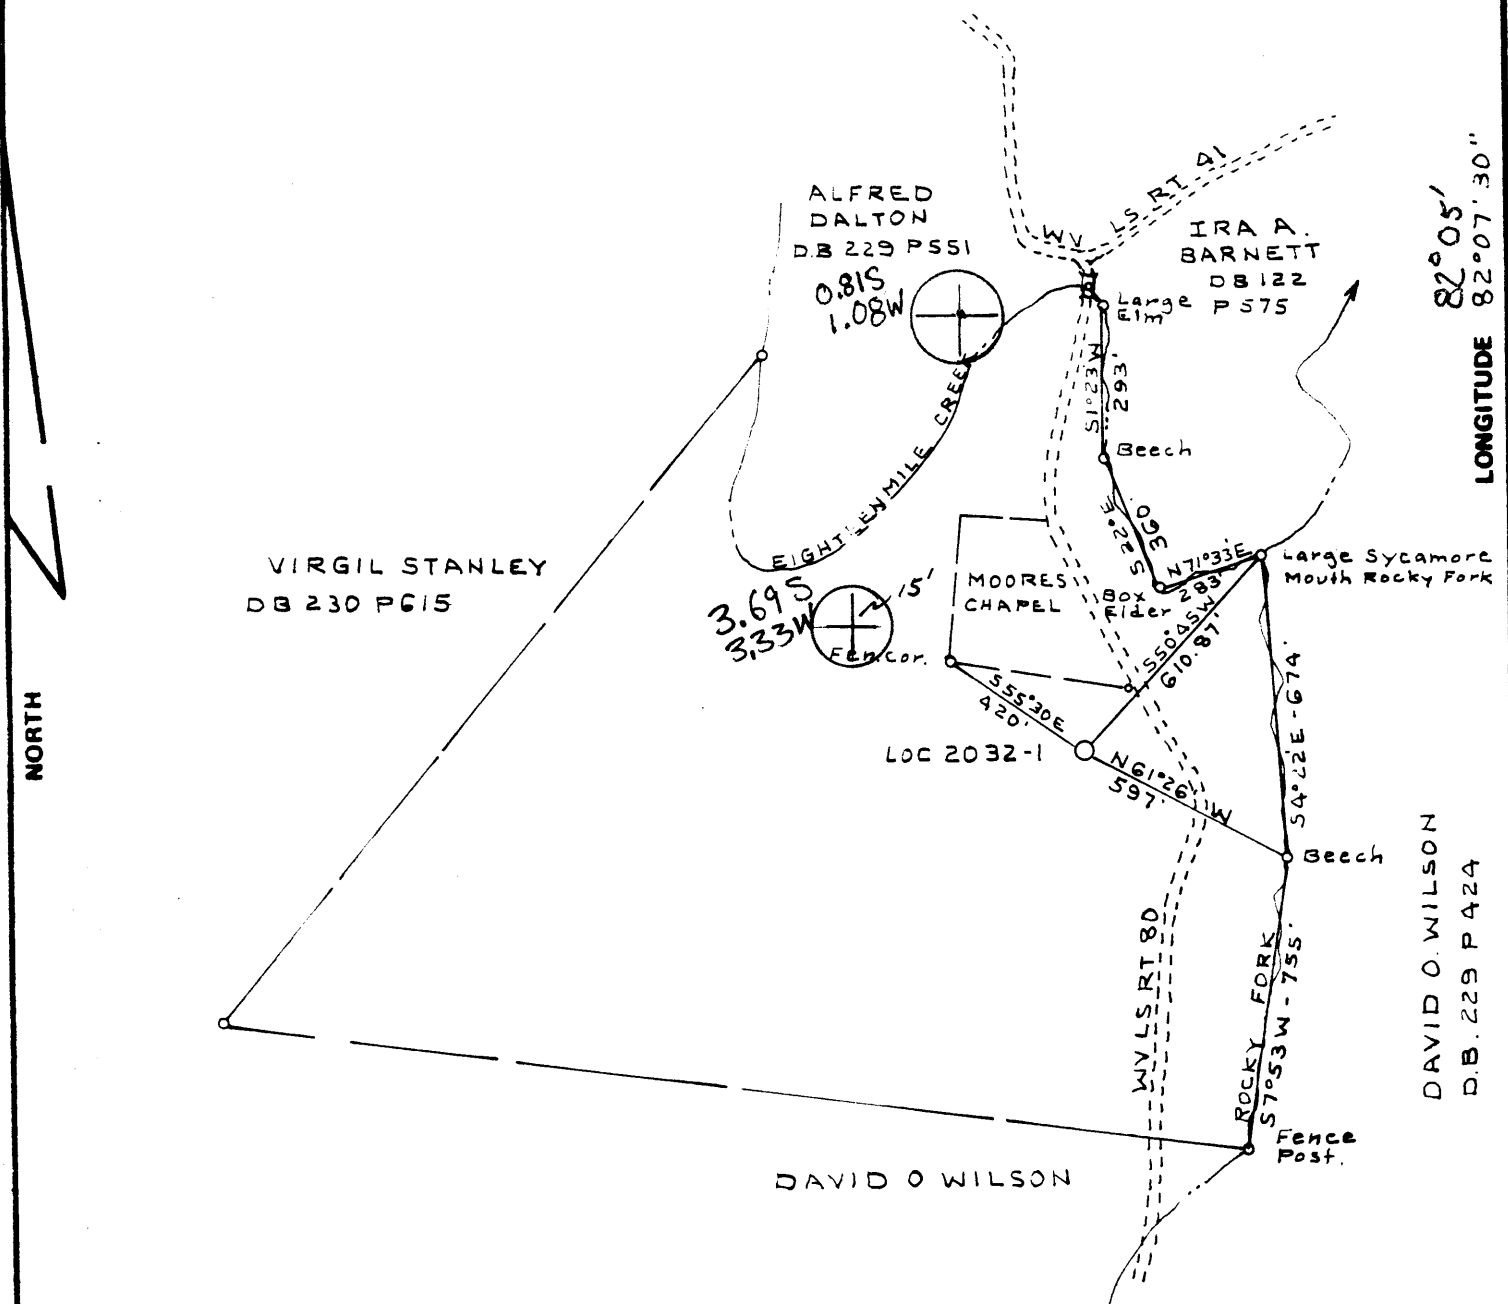 WV LS RT 41
ALFRED
DALTON
D.B 229 P551
0.81S
1.08W
IRA A.
BARNETT
DB 122
P 575
82°05'
LONGITUDE 82°07'30"
Large
Elm
S1°23W
293'
Beech
EIGHTEENMILE CREEK
S22°E
360'
N71°33'E
283'
Large Sycamore
Mouth Rocky Fork
VIRGIL STANLEY
DB 230 P615
MOORES
CHAPEL
Box
Elder
3.69S
3.33W
15'
Fen.cor.
S50°45W
610.87'
S55°30E
420'
S4°22'E-674'
NORTH
LOC 2032-1
N61°26'W
597'
Beech
DAVID O. WILSON
D.B. 229 P 424
WV LS RT 80
ROCKY FORK
S7°53W-755'
Fence
Post.
DAVID O WILSON